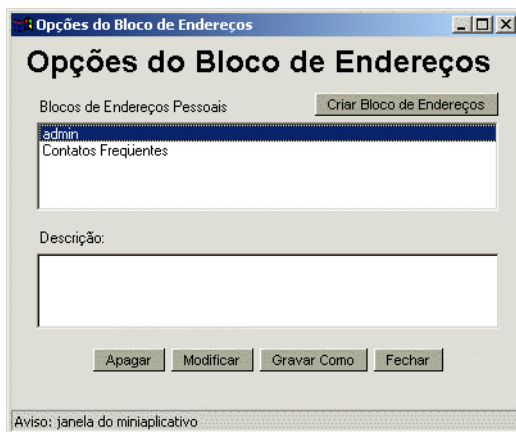 Opções do Bloco de Endereços
Opções do Bloco de Endereços
Blocos de Endereços Pessoais
Criar Bloco de Endereços
admin
Contatos Freqüentes
Descrição:
Apagar
Modificar
Gravar Como
Fechar
Aviso: janela do miniaplicativo